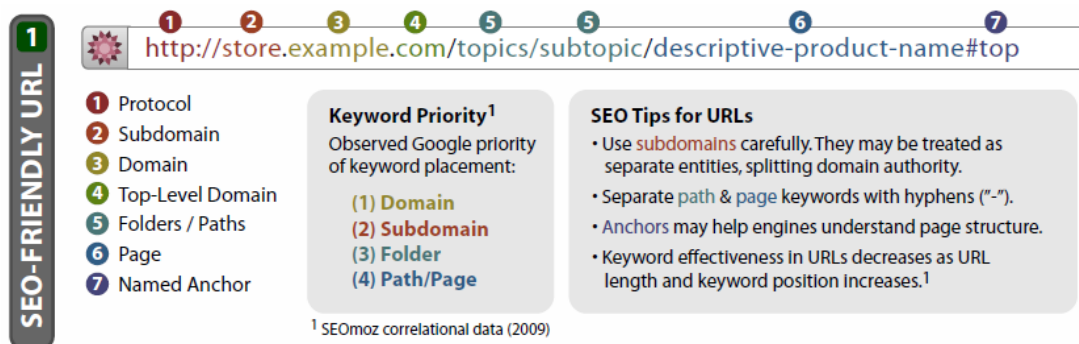 SEO-FRIENDLY URL 1
1 2 3 4 5 5 6 7
http://store.example.com/topics/subtopic/descriptive-product-name#top
1 Protocol
2 Subdomain
3 Domain
4 Top-Level Domain
5 Folders / Paths
6 Page
7 Named Anchor
Keyword Priority1
Observed Google priority
of keyword placement:
(1) Domain
(2) Subdomain
(3) Folder
(4) Path/Page
1 SEOmoz correlational data (2009)
SEO Tips for URLs
• Use subdomains carefully. They may be treated as
separate entities, splitting domain authority.
• Separate path & page keywords with hyphens ("-").
• Anchors may help engines understand page structure.
• Keyword effectiveness in URLs decreases as URL
length and keyword position increases.1